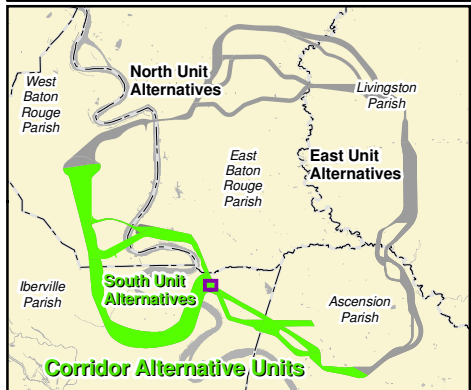 North Unit
Alternatives
West
Baton
Rouge
Parish
Livingston
Parish
East
Baton
Rouge
Parish
East Unit
Alternatives
Iberville
Parish
South Unit
Alternatives
Ascension
Parish
Corridor Alternative Units